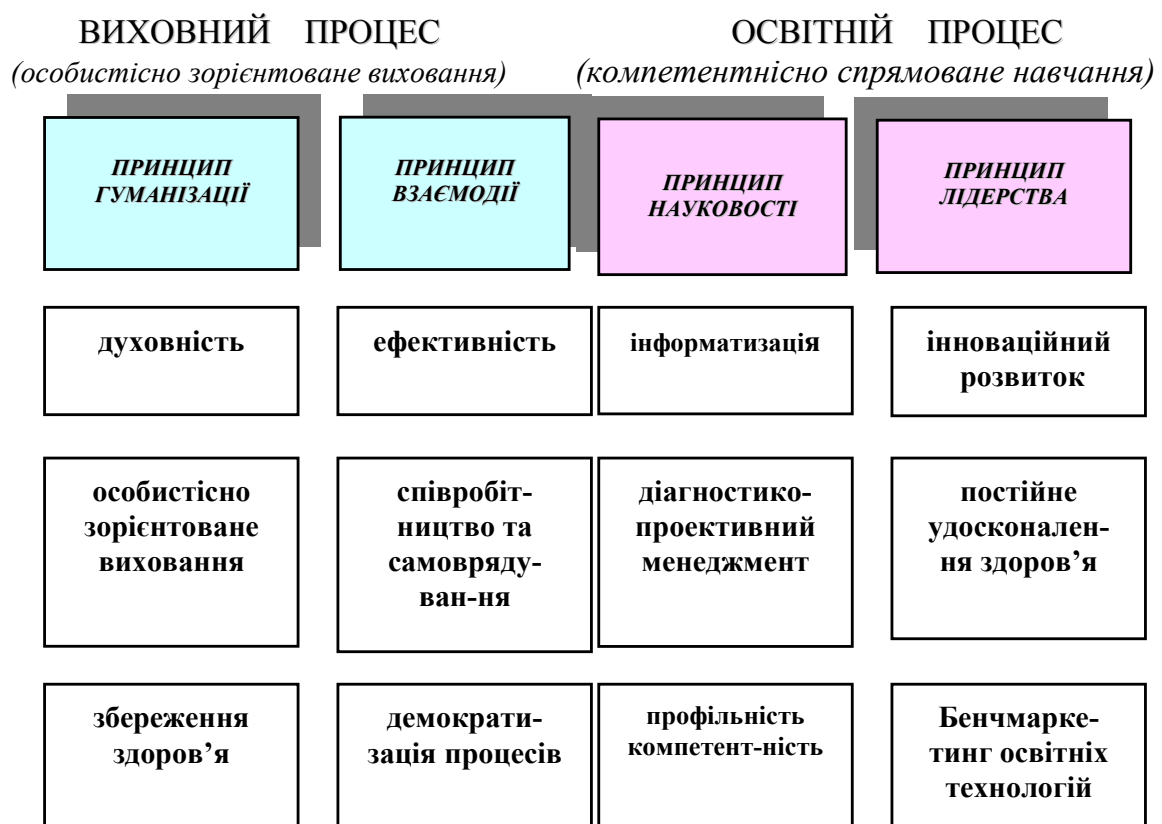 ВИХОВНИЙ ПРОЦЕС
(особистісно зорієнтоване виховання)
ОСВІТНІЙ ПРОЦЕС
(компетентнісно спрямоване навчання)
ПРИНЦИП
ГУМАНІЗАЦІЇ
ПРИНЦИП
ВЗАЄМОДІЇ
ПРИНЦИП
НАУКОВОСТІ
ПРИНЦИП
ЛІДЕРСТВА
духовність
ефективність
інформатизація
інноваційний
розвиток
особистісно
зорієнтоване
виховання
співробіт-
ництво та
самовряду-
ван-ня
діагностико-
проективний
менеджмент
постійне
удосконален-
ня здоров’я
збереження
здоров’я
демократи-
зація процесів
профільність
компетент-ність
Бенчмарке-
тинг освітніх
технологій